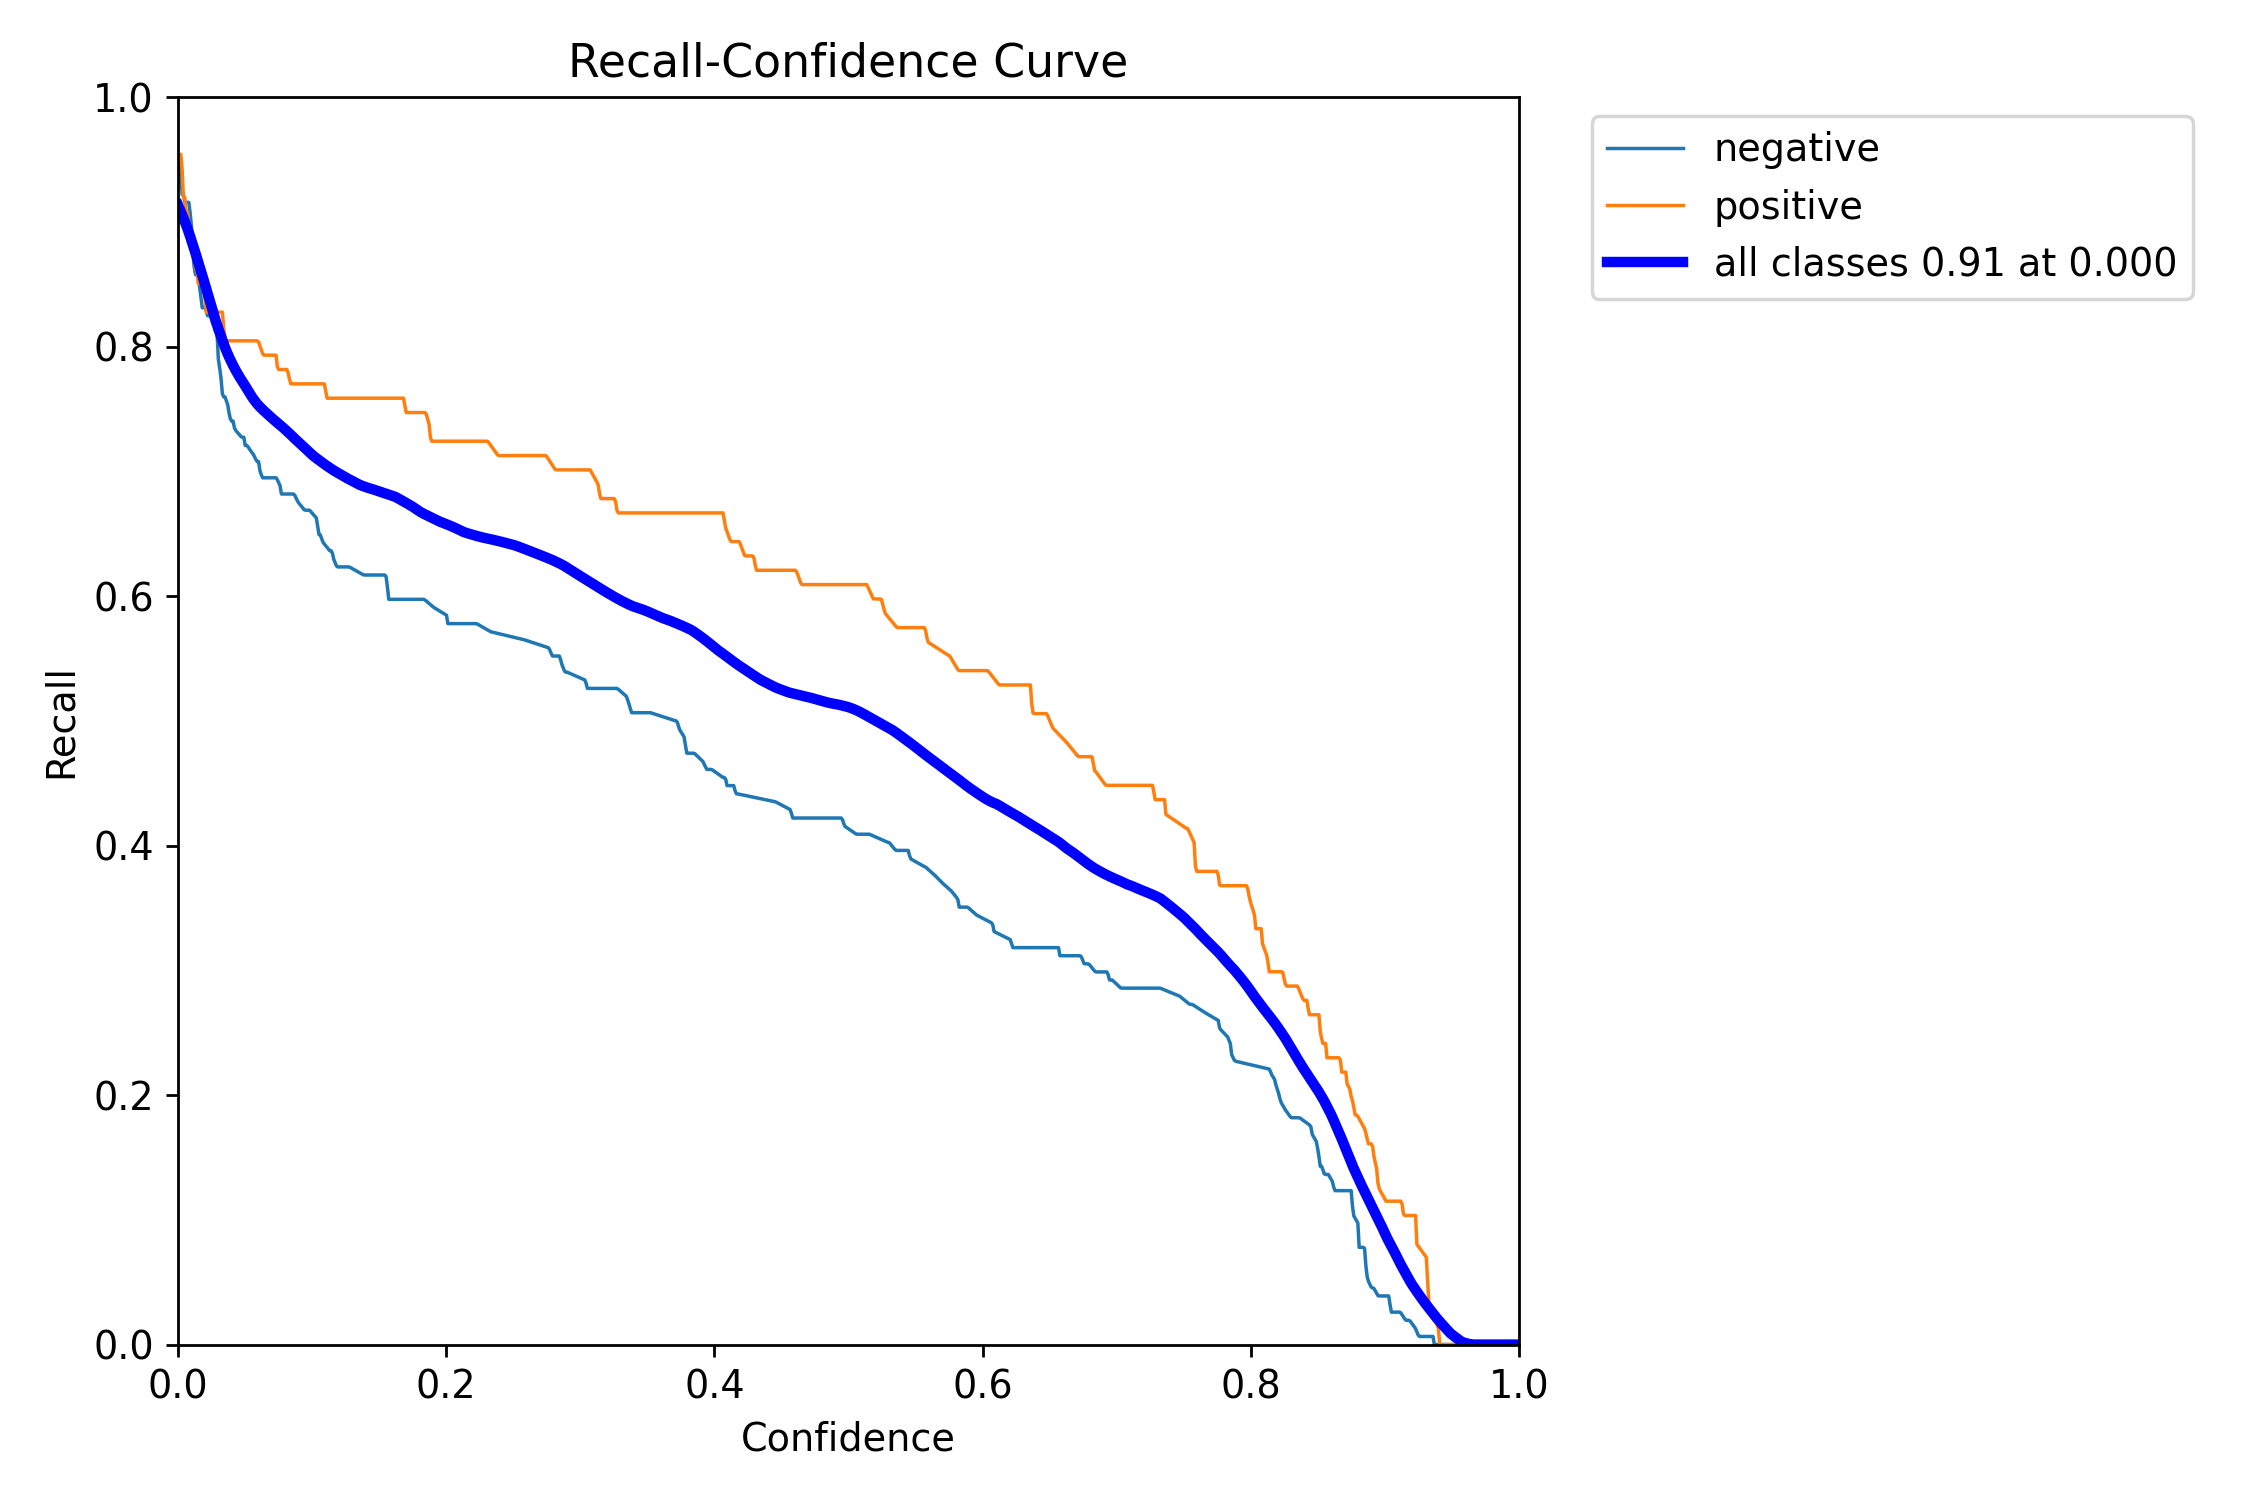 Recall-Confidence Curve
1.0
0.8
0.6
0.4
0.2
0.0
Recall
0.0 0.2 0.4 0.6 0.8 1.0
Confidence
negative
positive
all classes 0.91 at 0.000